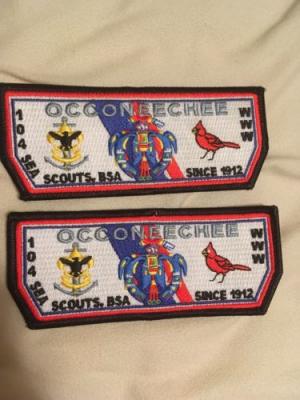 OCCONEECHEE
104 SEA
WWW
SCOUTS, BSA
SINCE 1912
OCCONEECHEE
104 SEA
WWW
SCOUTS, BSA
SINCE 1912